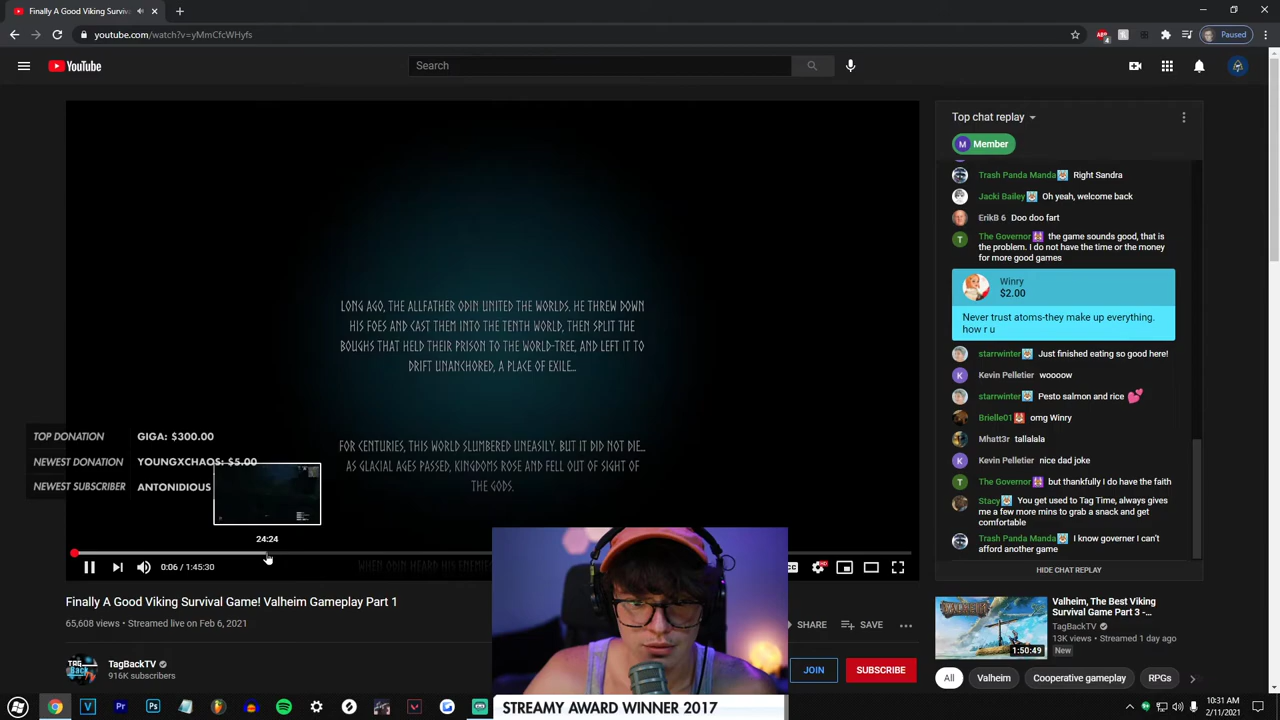 Finally A Good Viking Surviv
youtube.com/watch?v=yMmCfcWHyfs
4
Paused
YouTube
Search
LONG AGO, THE ALLFATHER ODIN UNITED THE WORLDS. HE THREW DOWN
HIS FOES AND CAST THEM INTO THE TENTH WORLD, THEN SPLIT THE
BOUGHS THAT HELD THEIR PRISON TO THE WORLD-TREE, AND LEFT IT TO
DRIFT UNANCHORED, A PLACE OF EXILE...
FOR CENTURIES, THIS WORLD SLUMBERED UNEASILY, BUT IT DID NOT DIE...
AS GLACIAL AGES PASSED, KINGDOMS ROSE AND FELL OUT OF SIGHT OF
THE GODS.
WHEN ODIN HEARD HIS ENEMIES
TOP DONATION GIGA: $300.00
NEWEST DONATION YOUNGXCHAOS: $5.00
NEWEST SUBSCRIBER ANTONIDIOUS
24:24
0:06 / 1:45:30
Finally A Good Viking Survival Game! Valheim Gameplay Part 1
65,608 views • Streamed live on Feb 6, 2021
SHARE
SAVE
TAG
BACK
TagBackTV
916K subscribers
JOIN
SUBSCRIBE
STREAMY AWARD WINNER 2017
Top chat replay
M Member
Trash Panda Manda Right Sandra
Jacki Bailey Oh yeah, welcome back
ErikB 6 Doo doo fart
T The Governor the game sounds good, that is
the problem. I do not have the time or the money
for more good games
Winry
$2.00
Never trust atoms-they make up everything.
how r u
starrwinter Just finished eating so good here!
K Kevin Pelletier woooow
starrwinter Pesto salmon and rice
Brielle01 omg Winry
Mhatt3r tallalala
K Kevin Pelletier nice dad joke
T The Governor but thankfully I do have the faith
Stacy You get used to Tag Time, always gives
me a few more mins to grab a snack and get
comfortable
Trash Panda Manda I know governer I can't
afford another game
HIDE CHAT REPLAY
VALHEIM
1:50:49
Valheim, The Best Viking
Survival Game Part 3 -...
TagBackTV
13K views • Streamed 1 day ago
New
All
Valheim
Cooperative gameplay
RPGs
V
Pr
Ps
10:31 AM
2/11/2021